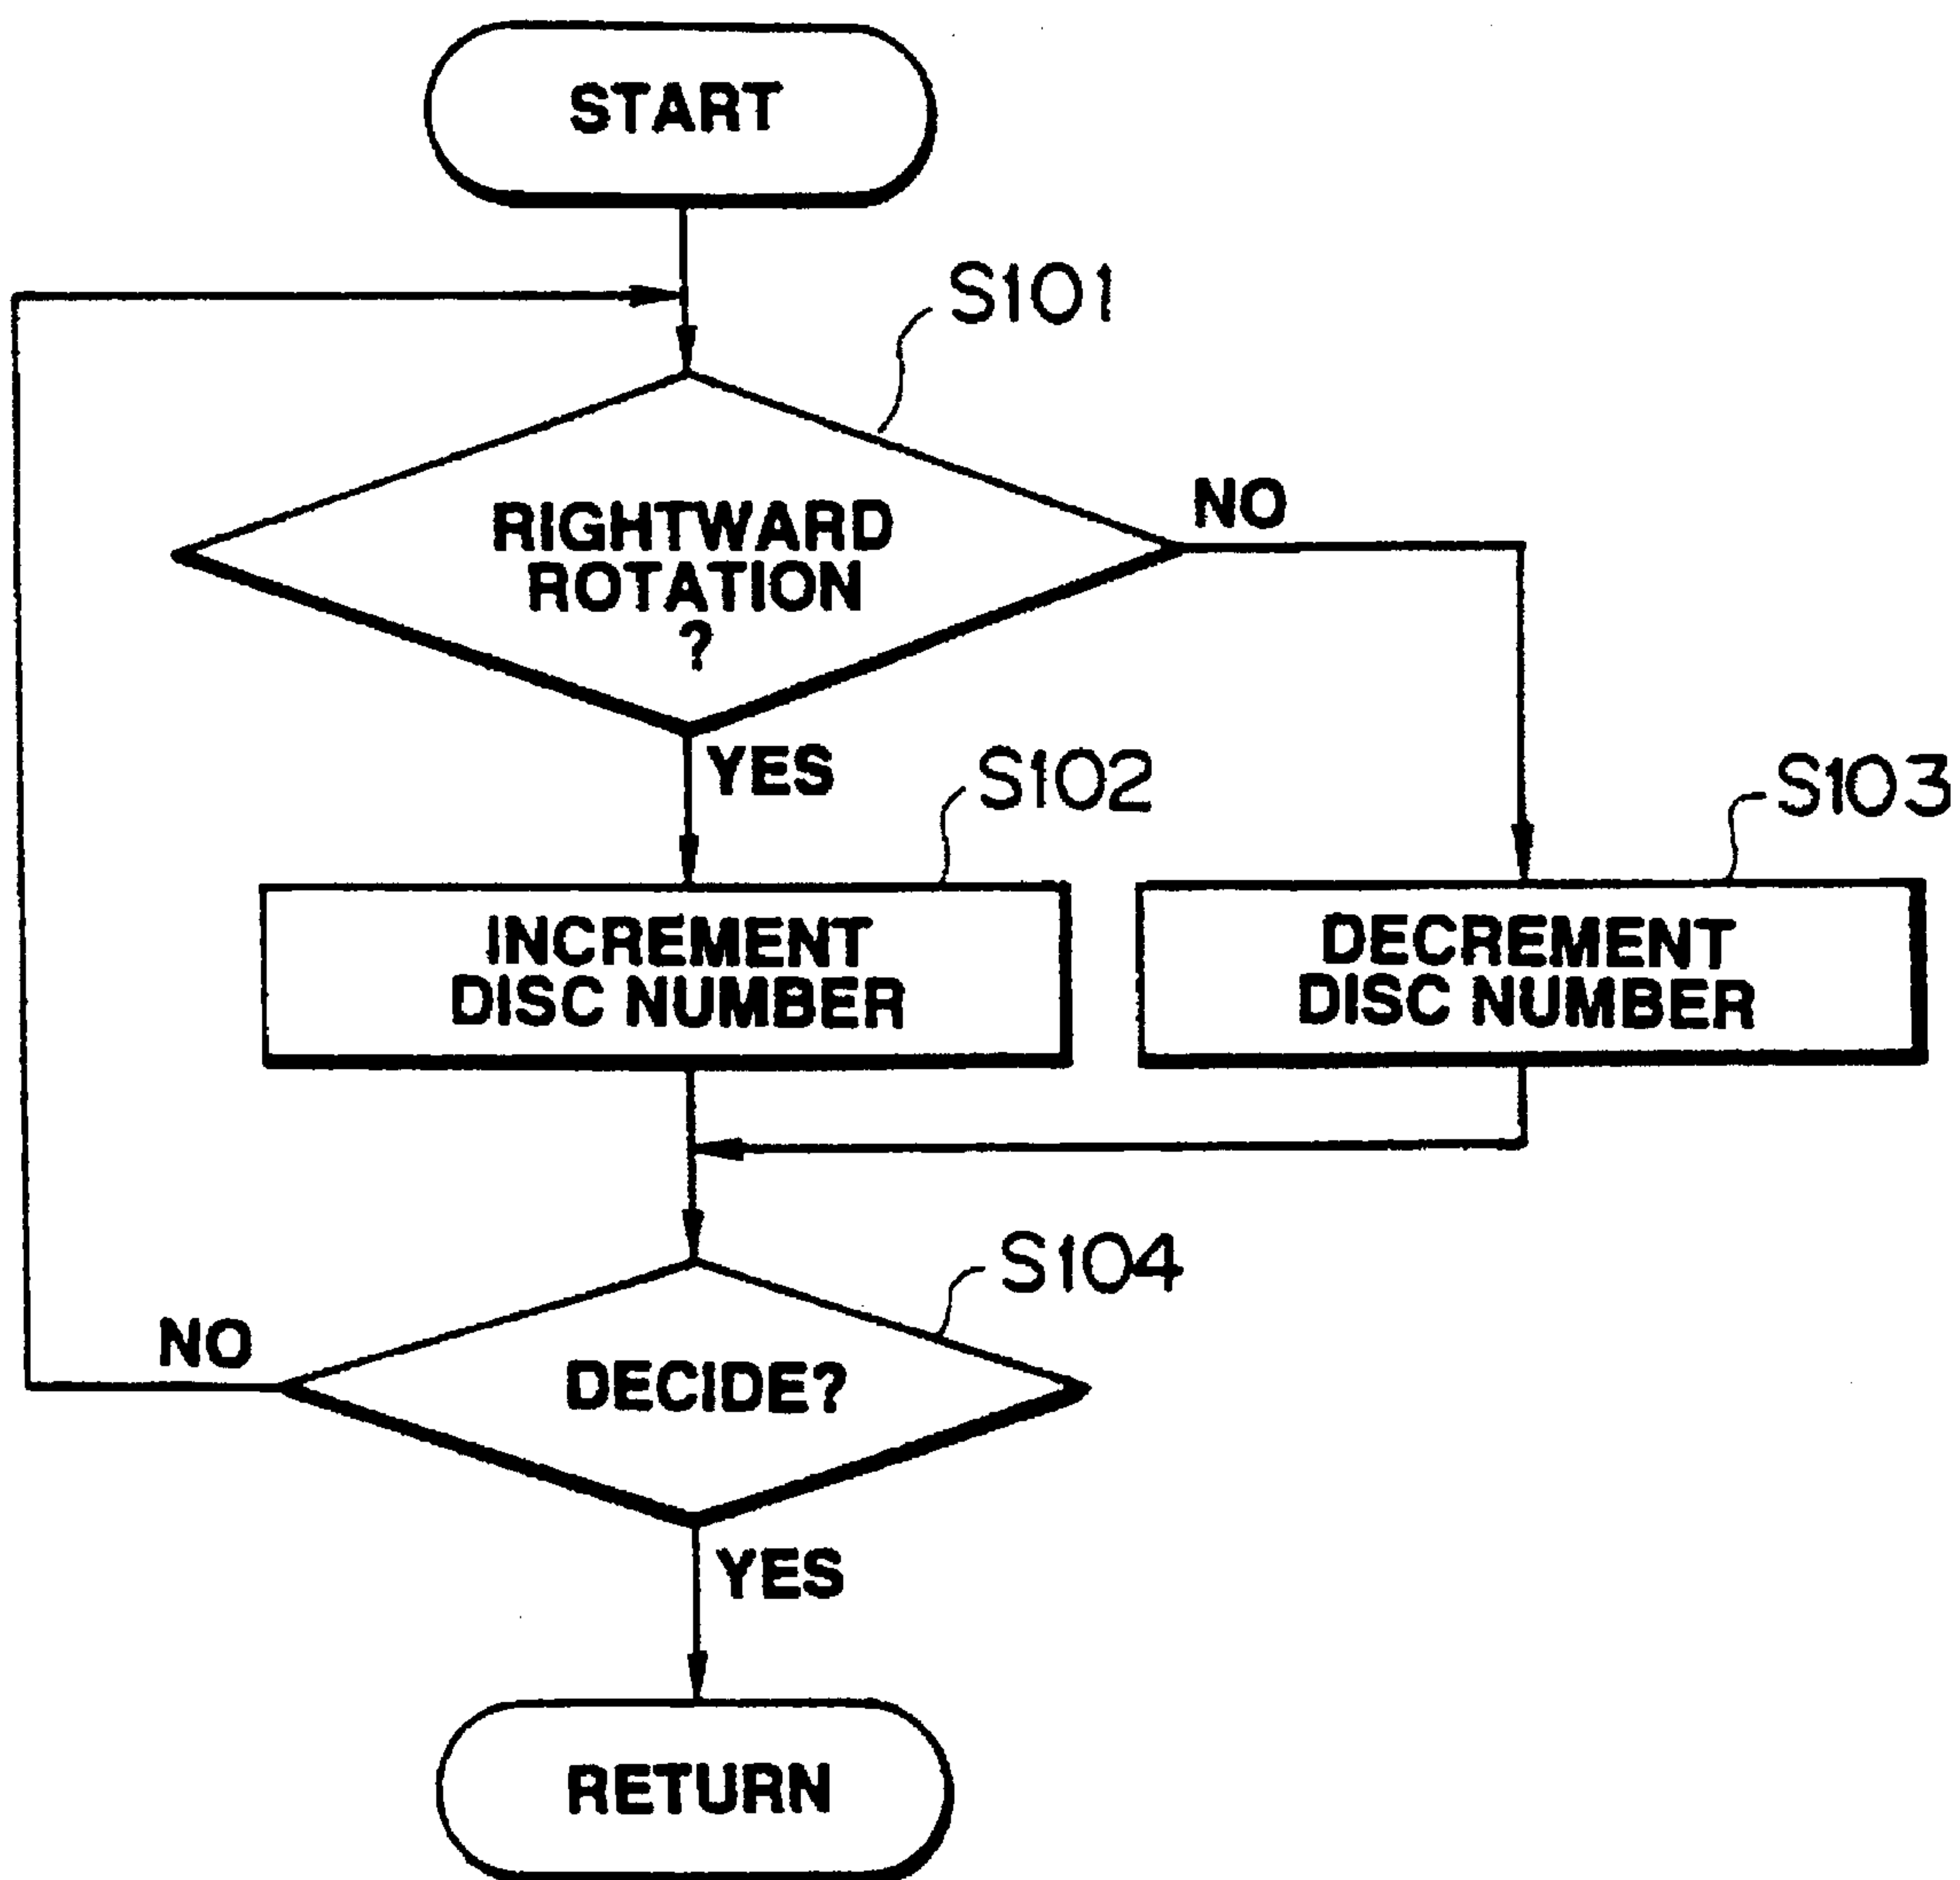 START
S101
RIGHTWARD
ROTATION
?
NO
YES
S102
S103
INCREMENT
DISC NUMBER
DECREMENT
DISC NUMBER
S104
NO
DECIDE?
YES
RETURN